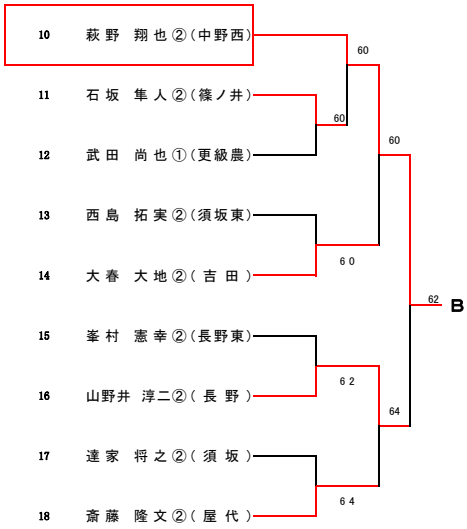 10 萩野 翔也②(中野西)
60
11 石坂 隼人②(篠ノ井)
60
12 武田 尚也①(更級農)
60
13 西島 拓実②(須坂東)
60
14 大春 大地②(吉田)
62 B
15 峯村 憲幸②(長野東)
62
16 山野井 淳二②(長野)
64
17 達家 将之②(須坂)
64
18 斎藤 隆文②(屋代)